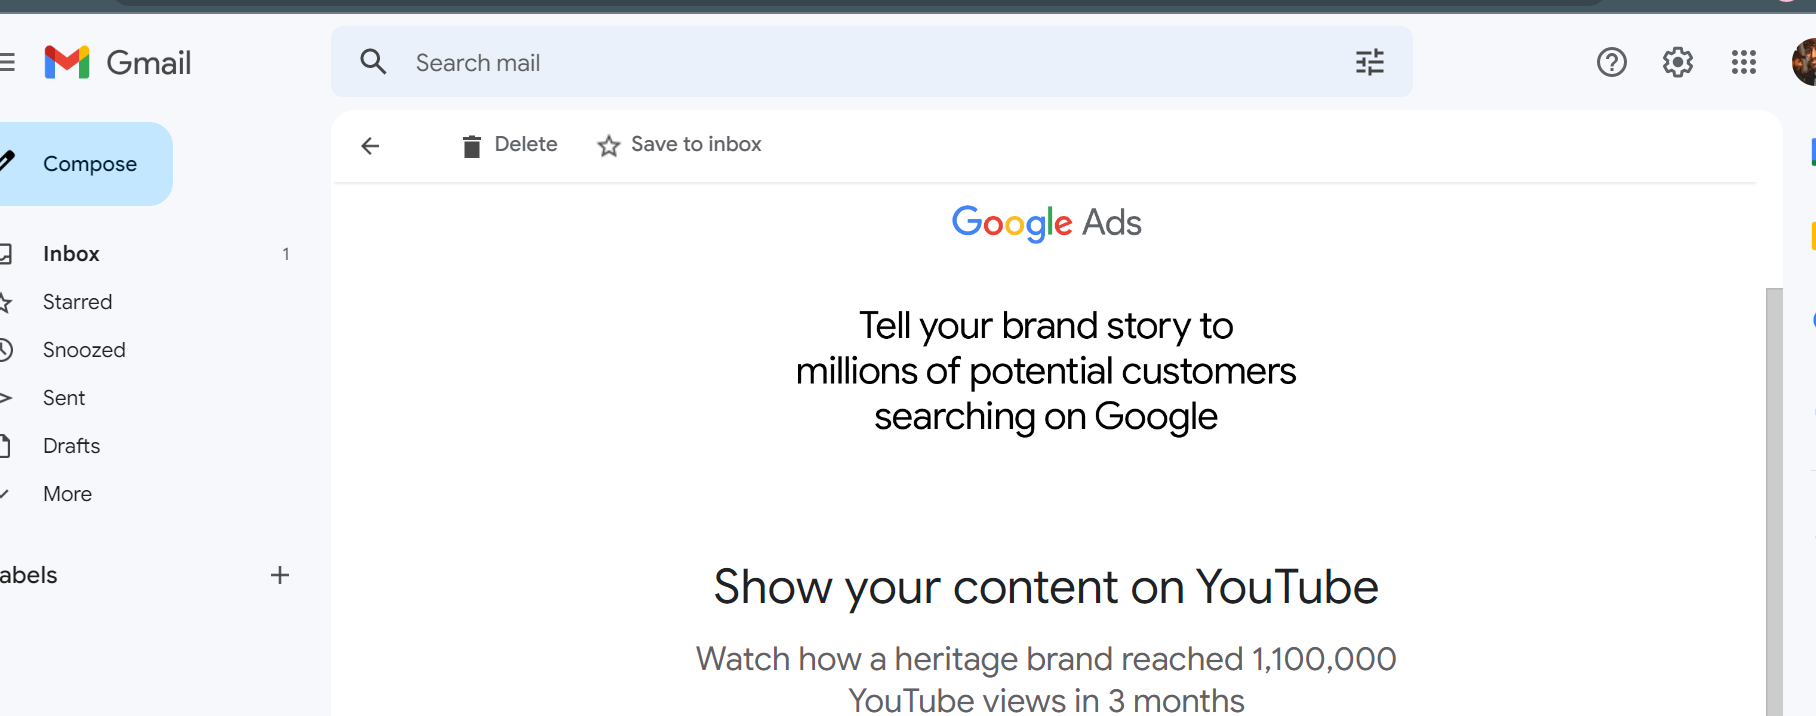 Gmail
Search mail
Compose
Delete
Save to inbox
Inbox 1
Starred
Snoozed
Sent
Drafts
More
abels
Google Ads
Tell your brand story to
millions of potential customers
searching on Google
Show your content on YouTube
Watch how a heritage brand reached 1,100,000
YouTube views in 3 months